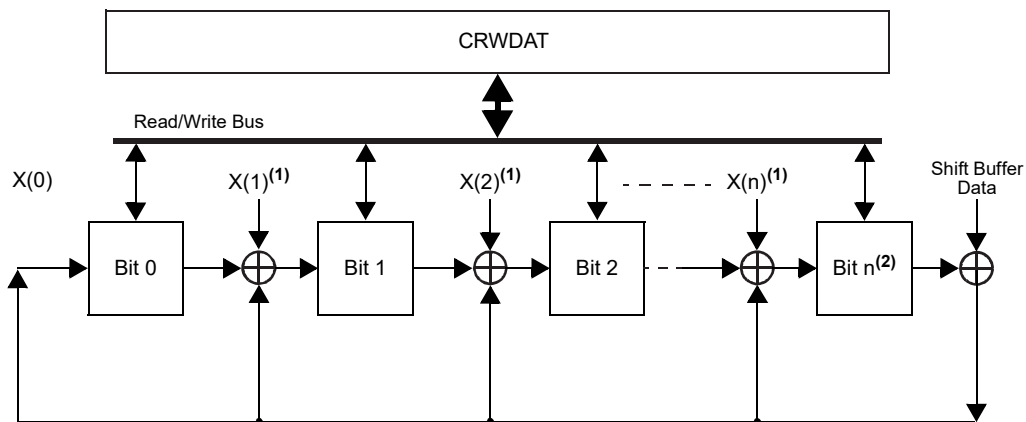 CRWDAT
Read/Write Bus
X(0)
X(1)(1)
X(2)(1)
X(n)(1)
Shift Buffer
Data
Bit 0
Bit 1
Bit 2
Bit n(2)